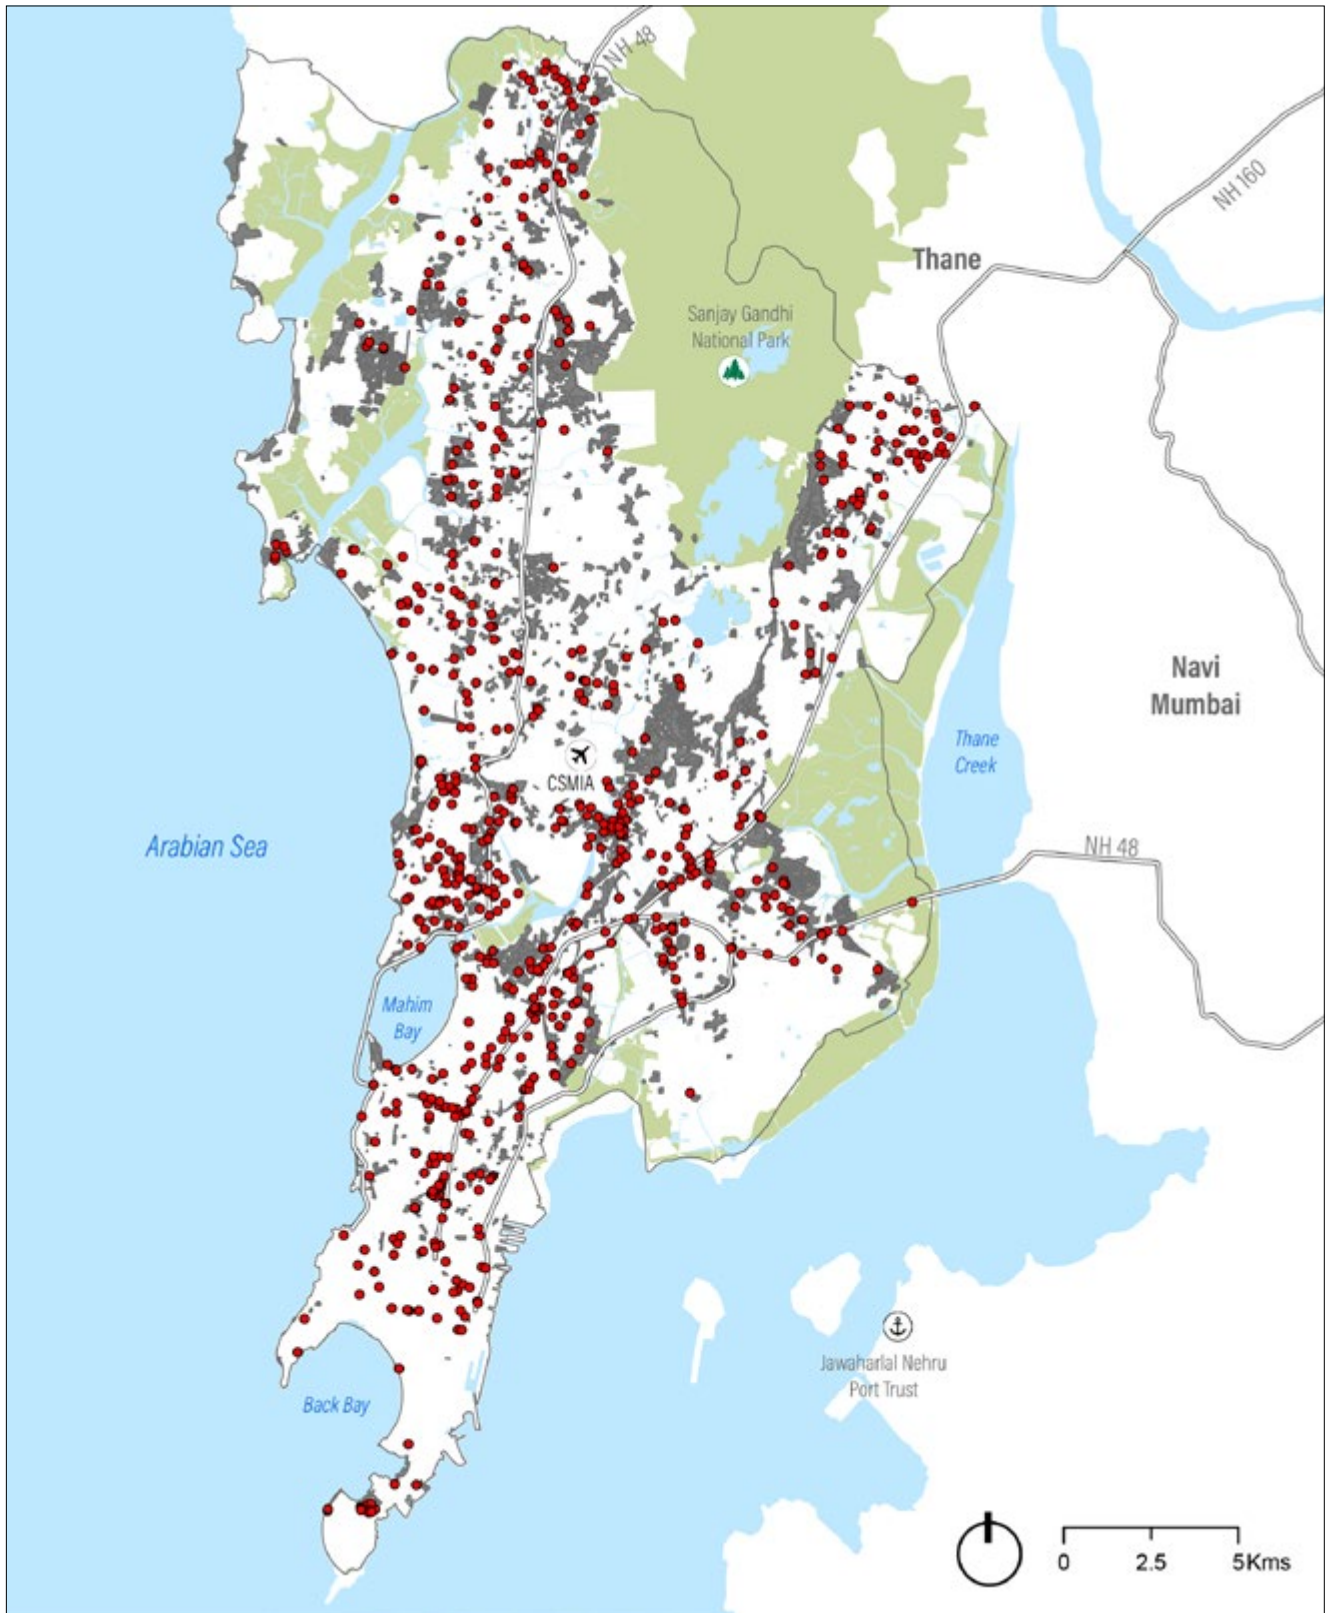 NH 48
NH 160
Thane
Sanjay Gandhi
National Park
Navi
Mumbai
Thane
Creek
CSMIA
Arabian Sea
NH 48
Mahim
Bay
Jawaharlal Nehru
Port Trust
Back Bay
0 2.5 5Kms